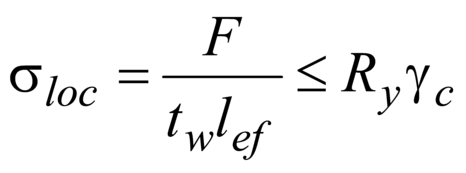 σ_loc = F / (t_w l_ef) ≤ R_y γ_c